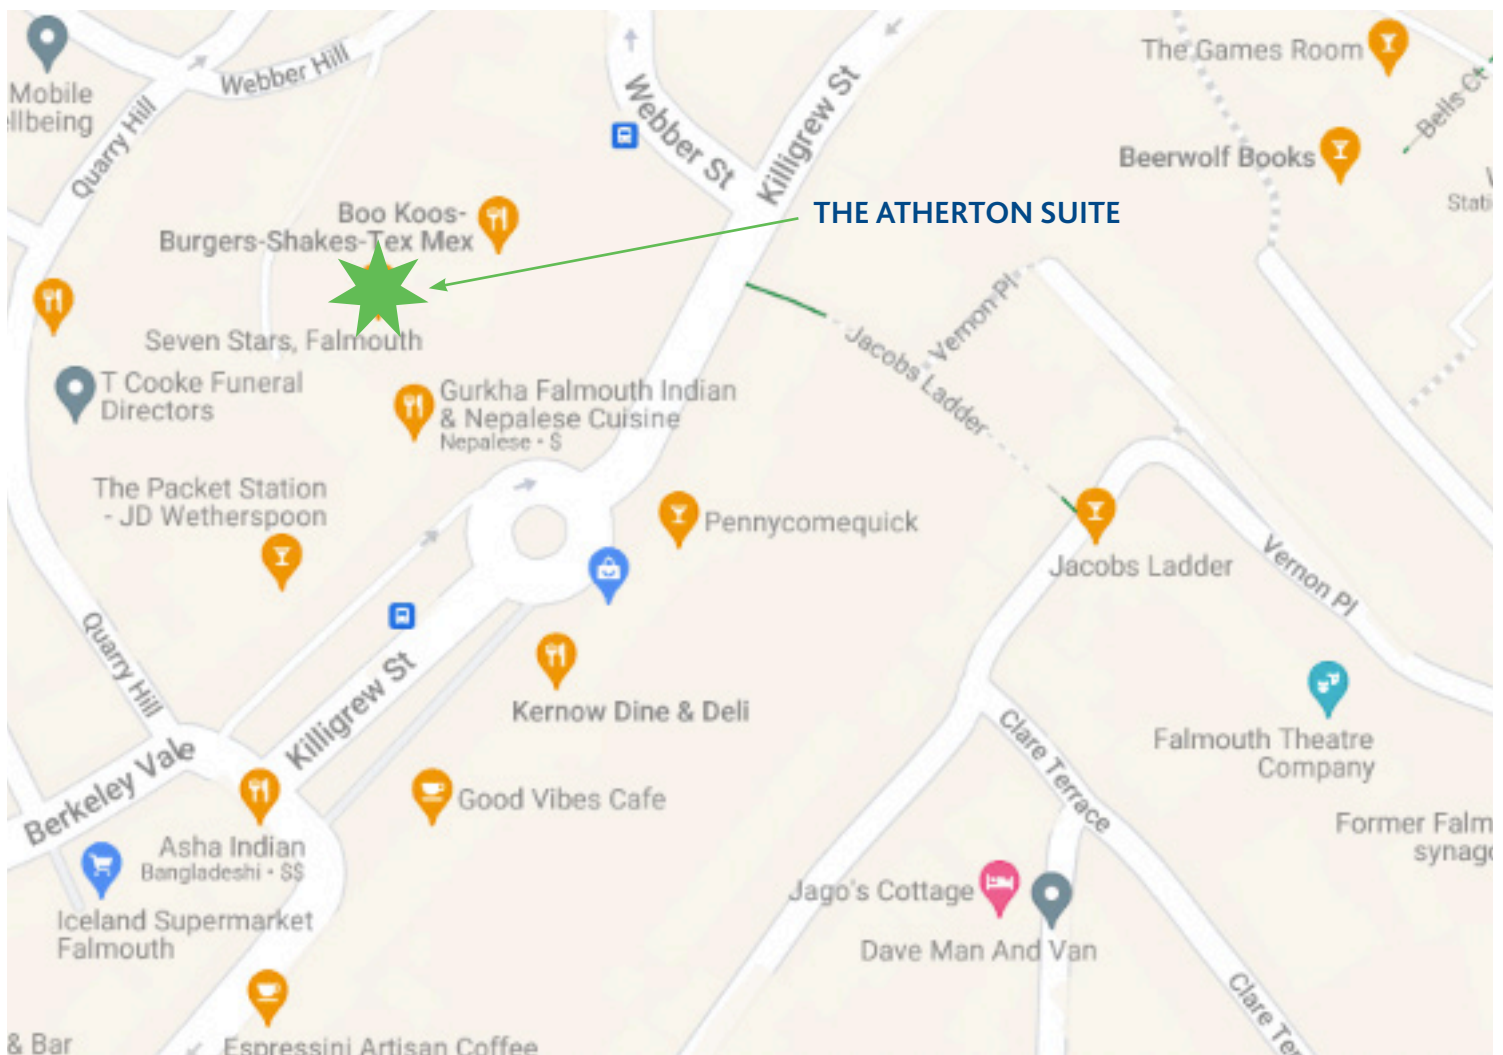 The Games Room
Mobile
llbeing
Webber Hill
Quarry Hill
Webber St
Killigrew St
Bells Ct
Beerwolf Books
Stati
Boo Koos-
Burgers-Shakes-Tex Mex
THE ATHERTON SUITE
Seven Stars, Falmouth
Vernon Pl
Jacobs Ladder
T Cooke Funeral
Directors
Gurkha Falmouth Indian
& Nepalese Cuisine
Nepalese • $
The Packet Station
- JD Wetherspoon
Pennycomequick
Jacobs Ladder
Vernon Pl
Quarry Hill
Killigrew St
Kernow Dine & Deli
Berkeley Vale
Clare Terrace
Falmouth Theatre
Company
Good Vibes Cafe
Asha Indian
Bangladeshi • $$
Former Falm
synago
Iceland Supermarket
Falmouth
Jago's Cottage
Dave Man And Van
Clare Ter
& Bar
Espressini Artisan Coffee